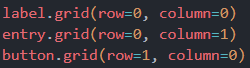 label.grid(row=0, column=0)
entry.grid(row=0, column=1)
button.grid(row=1, column=0)